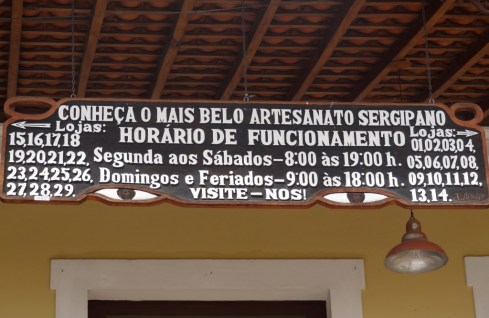 CONHEÇA O MAIS BELO ARTESANATO SERGIPANO
Lojas:
15,16,17,18
19,20,21,22,
23,24,25,26,
27,28,29.
HORÁRIO DE FUNCIONAMENTO
Segunda aos Sábados-8:00 às 19:00 h.
Domingos e Feriados-9:00 às 18:00 h.
VISITE-NOS!
Lojas:
01,02,03,04,
05,06,07,08,
09,10,11,12,
13,14.